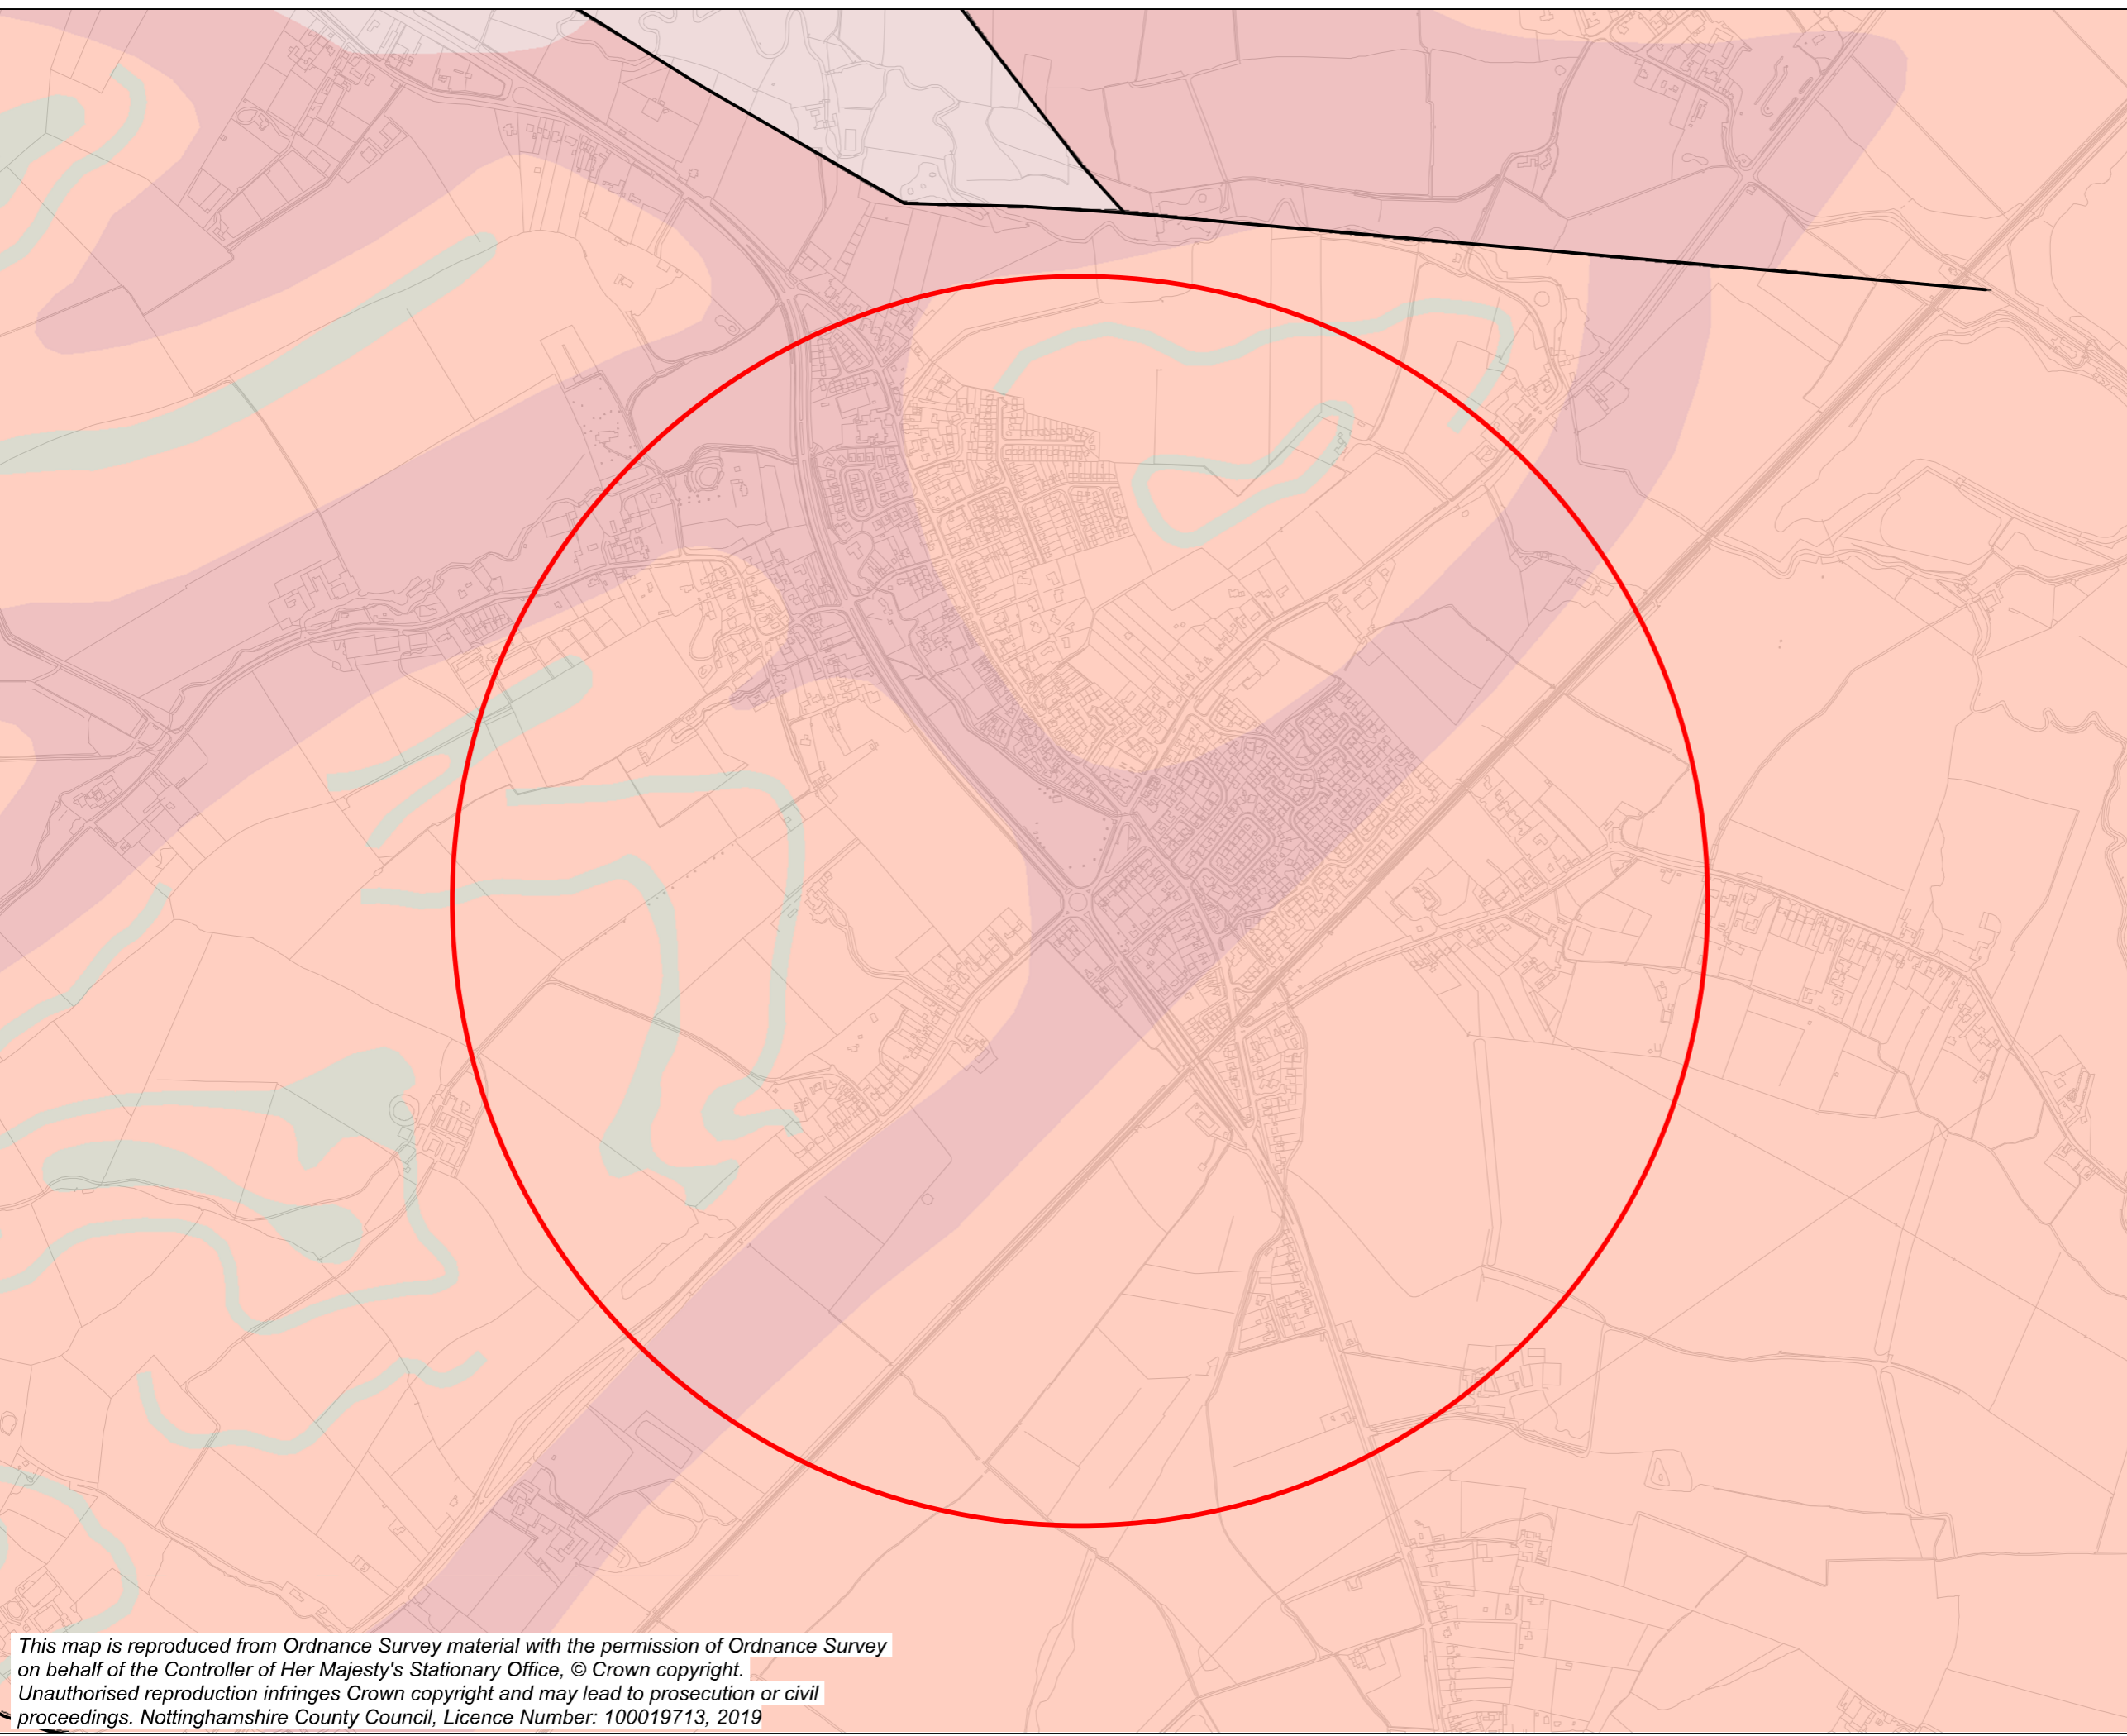 This map is reproduced from Ordnance Survey material with the permission of Ordnance Survey
on behalf of the Controller of Her Majesty's Stationary Office, © Crown copyright.
Unauthorised reproduction infringes Crown copyright and may lead to prosecution or civil
proceedings. Nottinghamshire County Council, Licence Number: 100019713, 2019